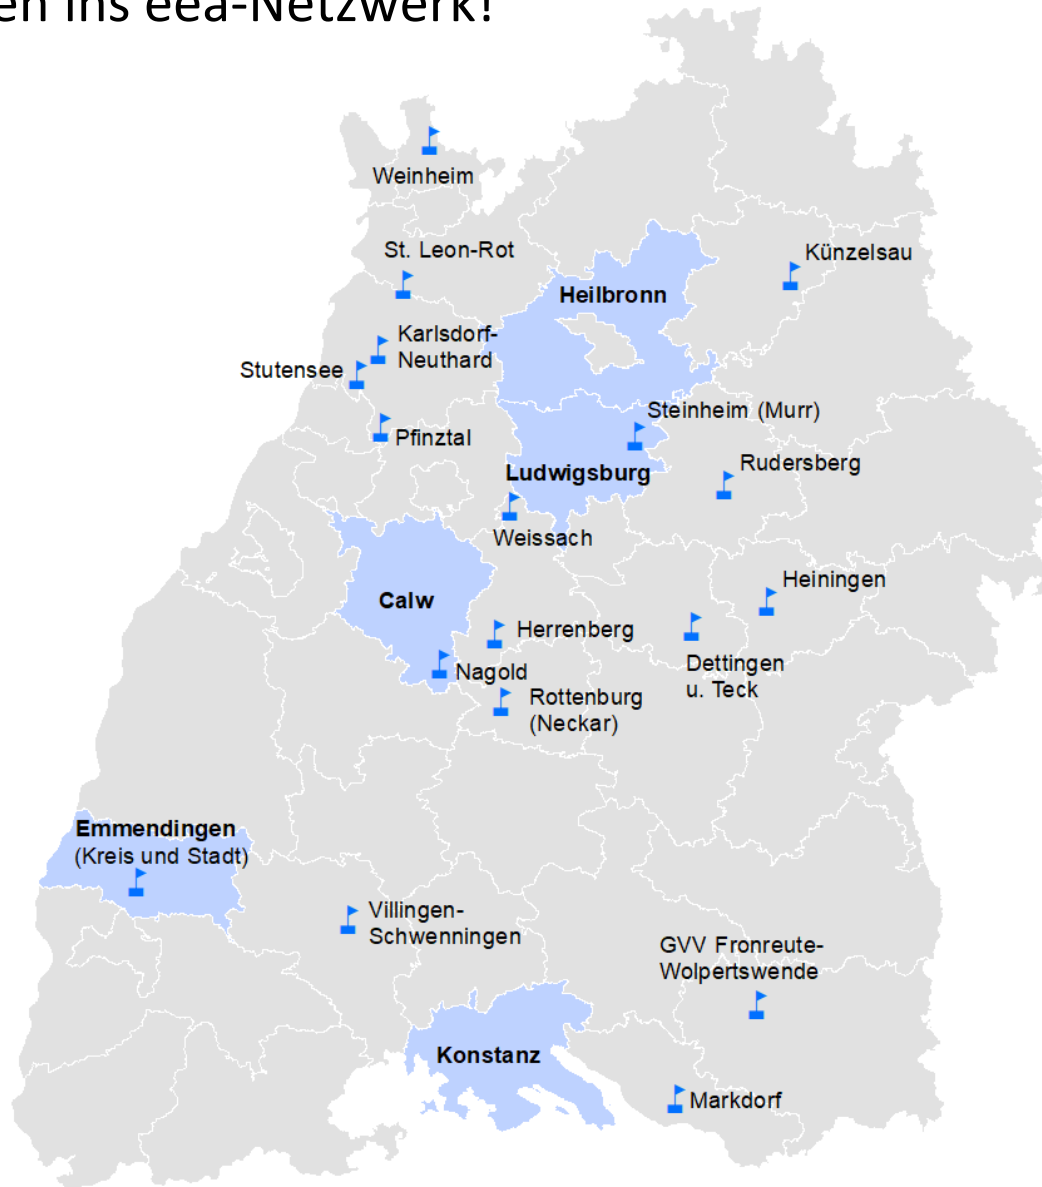 en ins eea-Netzwerk!
Weinheim
St. Leon-Rot
Künzelsau
Heilbronn
Karlsdorf-
Neuthard
Stutensee
Steinheim (Murr)
Pfinztal
Rudersberg
Ludwigsburg
Weissach
Heiningen
Calw
Herrenberg
Dettingen
u. Teck
Nagold
Rottenburg
(Neckar)
Emmendingen
(Kreis und Stadt)
Villingen-
Schwenningen
GVV Fronreute-
Wolpertswende
Konstanz
Markdorf